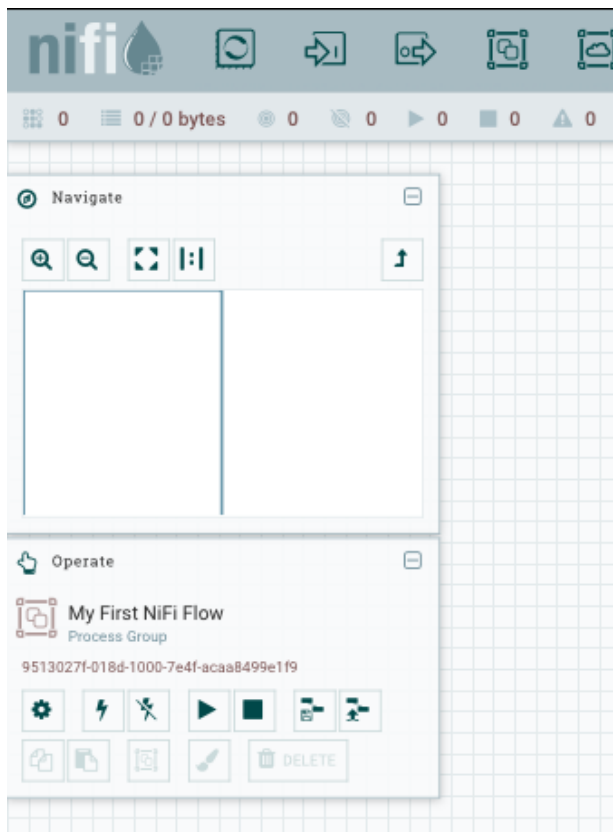 nifi
0 0 / 0 bytes 0 0 0 0 0
Navigate
Operate
My First NiFi Flow
Process Group
9513027f-018d-1000-7e4f-acaa8499e1f9
DELETE